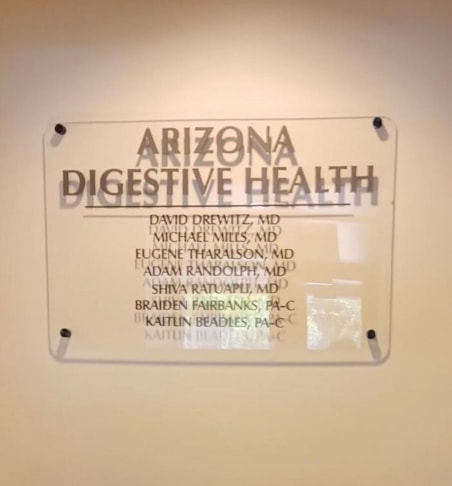 ARIZONA
DIGESTIVE HEALTH
DAVID DREWITZ, MD
MICHAEL MILLS, MD
EUGENE THARALSON, MD
ADAM RANDOLPH, MD
SHIVA RATUAPLI, MD
BRAIDEN FAIRBANKS, PA-C
KAITLIN BEADLES, PA-C